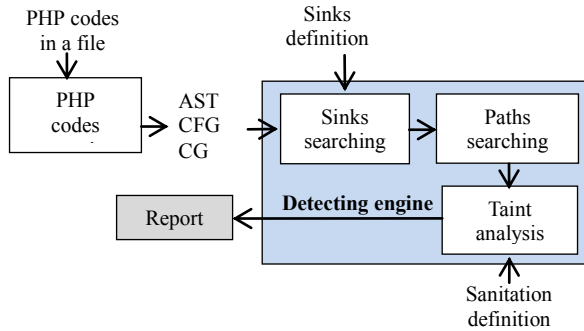 PHP codes
in a file
Sinks
definition
PHP
codes
AST
CFG
CG
Sinks
searching
Paths
searching
Detecting engine
Report
Taint
analysis
Sanitation
definition